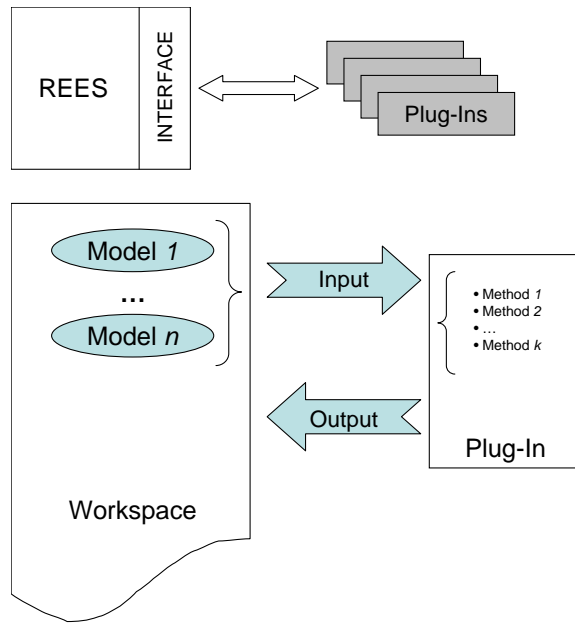 REES
INTERFACE
Plug-Ins
Model 1
...
Model n
Input
• Method 1
• Method 2
• ...
• Method k
Output
Plug-In
Workspace